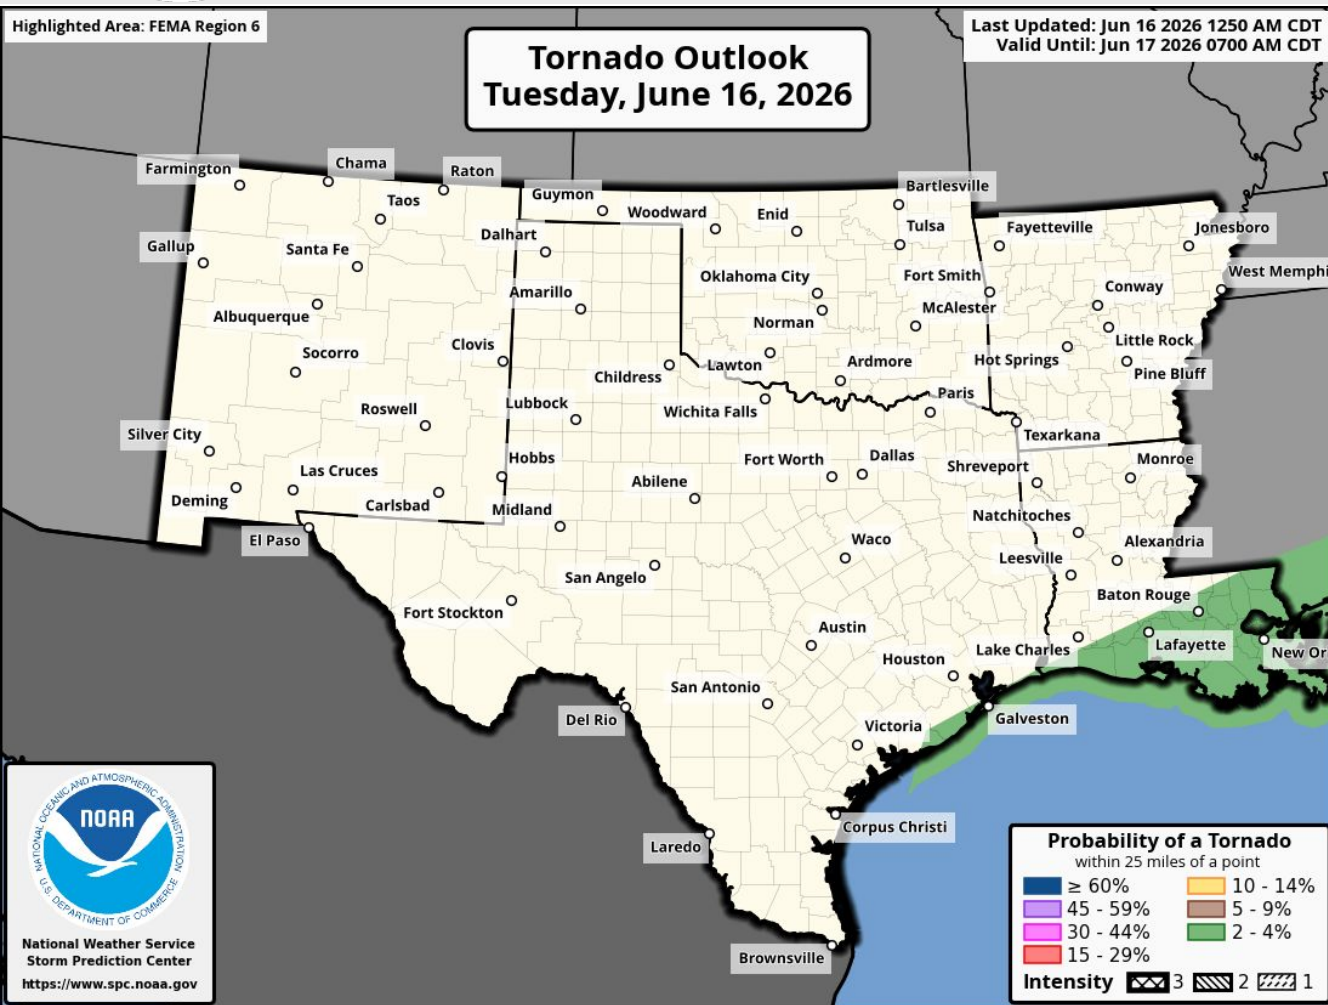 Highlighted Area: FEMA Region 6
Last Updated: Jun 16 2026 1250 AM CDT
Valid Until: Jun 17 2026 0700 AM CDT
Tornado Outlook
Tuesday, June 16, 2026
Farmington
Chama
Raton
Taos
Guymon
Woodward
Enid
Bartlesville
Tulsa
Fayetteville
Jonesboro
Gallup
Santa Fe
Dalhart
Oklahoma City
Fort Smith
West Memphi
Albuquerque
Amarillo
Norman
McAlester
Conway
Little Rock
Socorro
Clovis
Childress
Lawton
Ardmore
Hot Springs
Pine Bluff
Roswell
Lubbock
Wichita Falls
Paris
Texarkana
Silver City
Las Cruces
Hobbs
Abilene
Fort Worth
Dallas
Shreveport
Monroe
Deming
Carlsbad
Midland
Natchitoches
El Paso
Waco
Leesville
Alexandria
San Angelo
Fort Stockton
Baton Rouge
Austin
Lake Charles
Lafayette
New Or
Houston
San Antonio
Del Rio
Victoria
Galveston
Corpus Christi
Laredo
Brownsville
NATIONAL OCEANIC AND ATMOSPHERIC ADMINISTRATION
NOAA
U.S. DEPARTMENT OF COMMERCE
National Weather Service
Storm Prediction Center
https://www.spc.noaa.gov
Probability of a Tornado
within 25 miles of a point
≥ 60%
10 - 14%
45 - 59%
5 - 9%
30 - 44%
2 - 4%
15 - 29%
Intensity 3 2 1